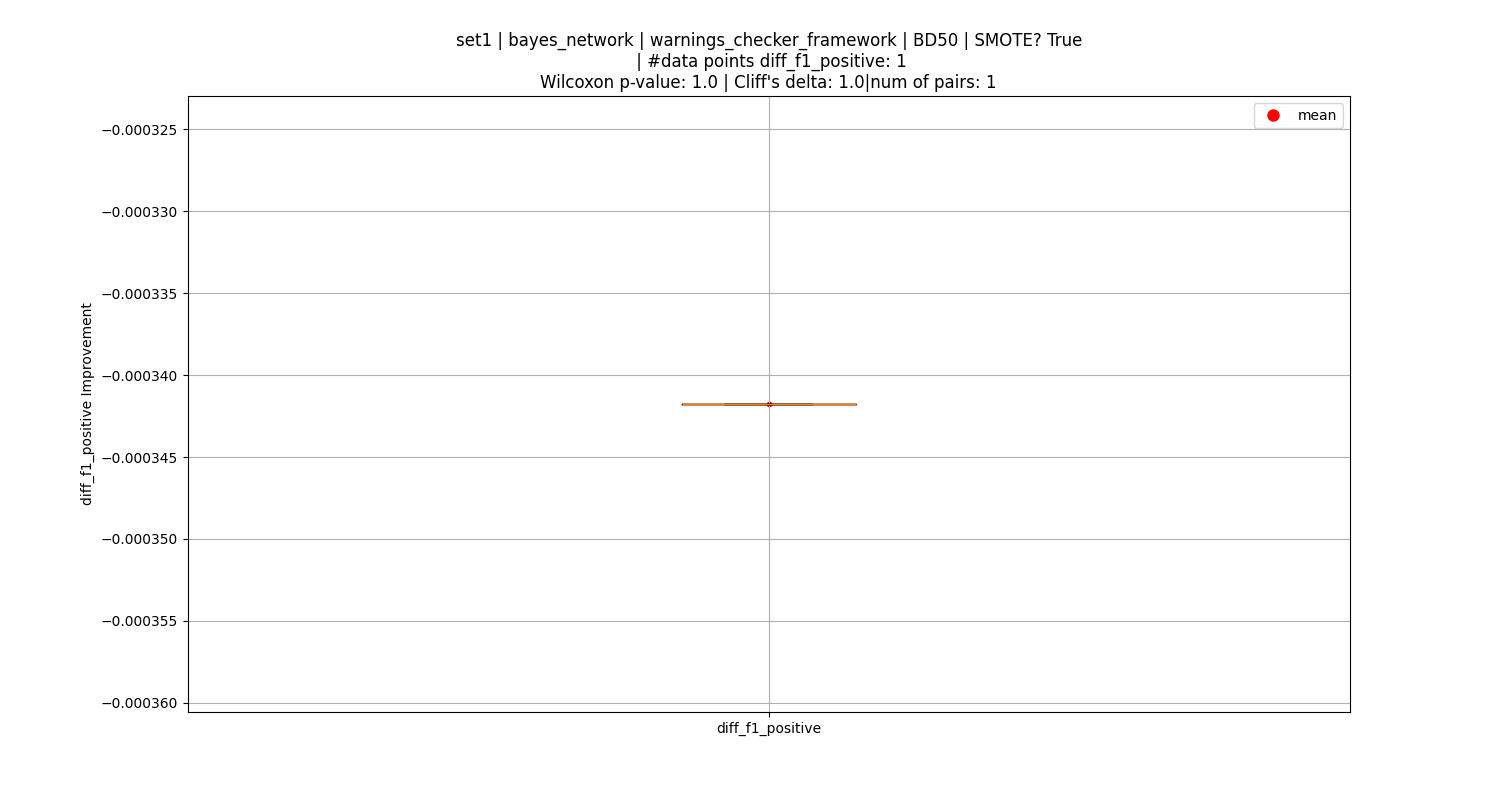 set1 | bayes_network | warnings_checker_framework | BD50 | SMOTE? True
| #data points diff_f1_positive: 1
Wilcoxon p-value: 1.0 | Cliff's delta: 1.0|num of pairs: 1
mean
−0.000325
−0.000330
−0.000335
−0.000340
−0.000345
−0.000350
−0.000355
−0.000360
diff_f1_positive Improvement
diff_f1_positive